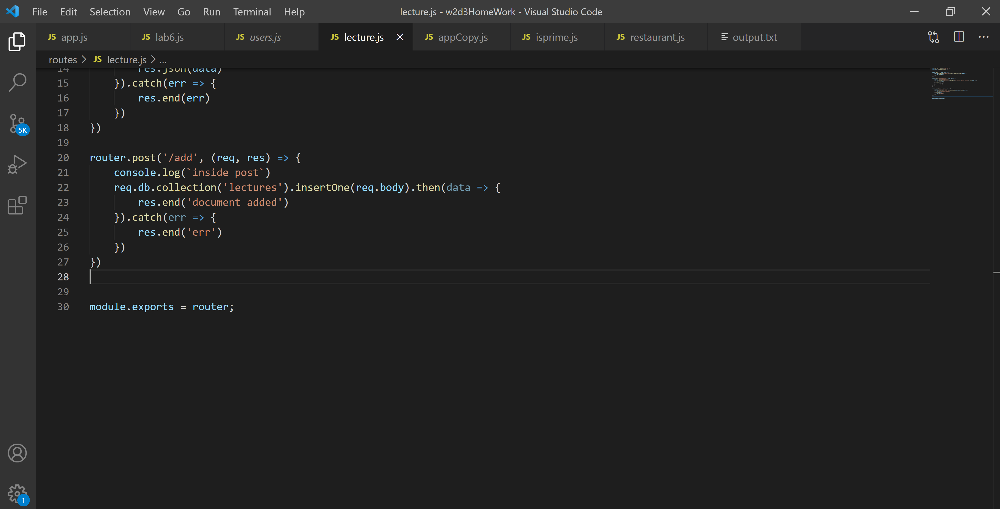 File Edit Selection View Go Run Terminal Help lecture.js - w2d3HomeWork - Visual Studio Code
JS app.js JS lab6.js JS users.js JS lecture.js JS appCopy.js JS isprime.js JS restaurant.js output.txt
routes > JS lecture.js > ...
14 res.json(data)
15 }).catch(err => {
16 res.end(err)
17 })
18 })
19
20 router.post('/add', (req, res) => {
21 console.log(`inside post`)
22 req.db.collection('lectures').insertOne(req.body).then(data => {
23 res.end('document added')
24 }).catch(err => {
25 res.end('err')
26 })
27 })
28
29
30 module.exports = router;
5K
1